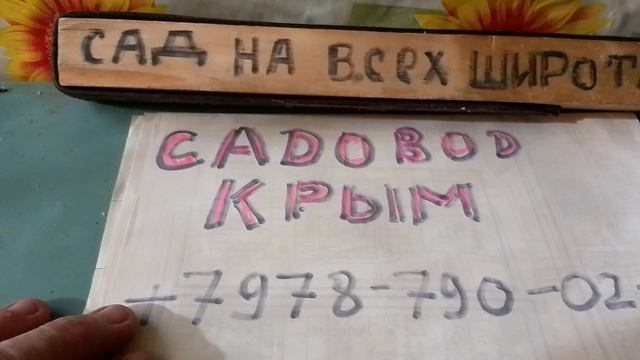 САД НА ВСЕХ ШИРОТ
САДОВОД
КРЫМ
+7978-790-02-